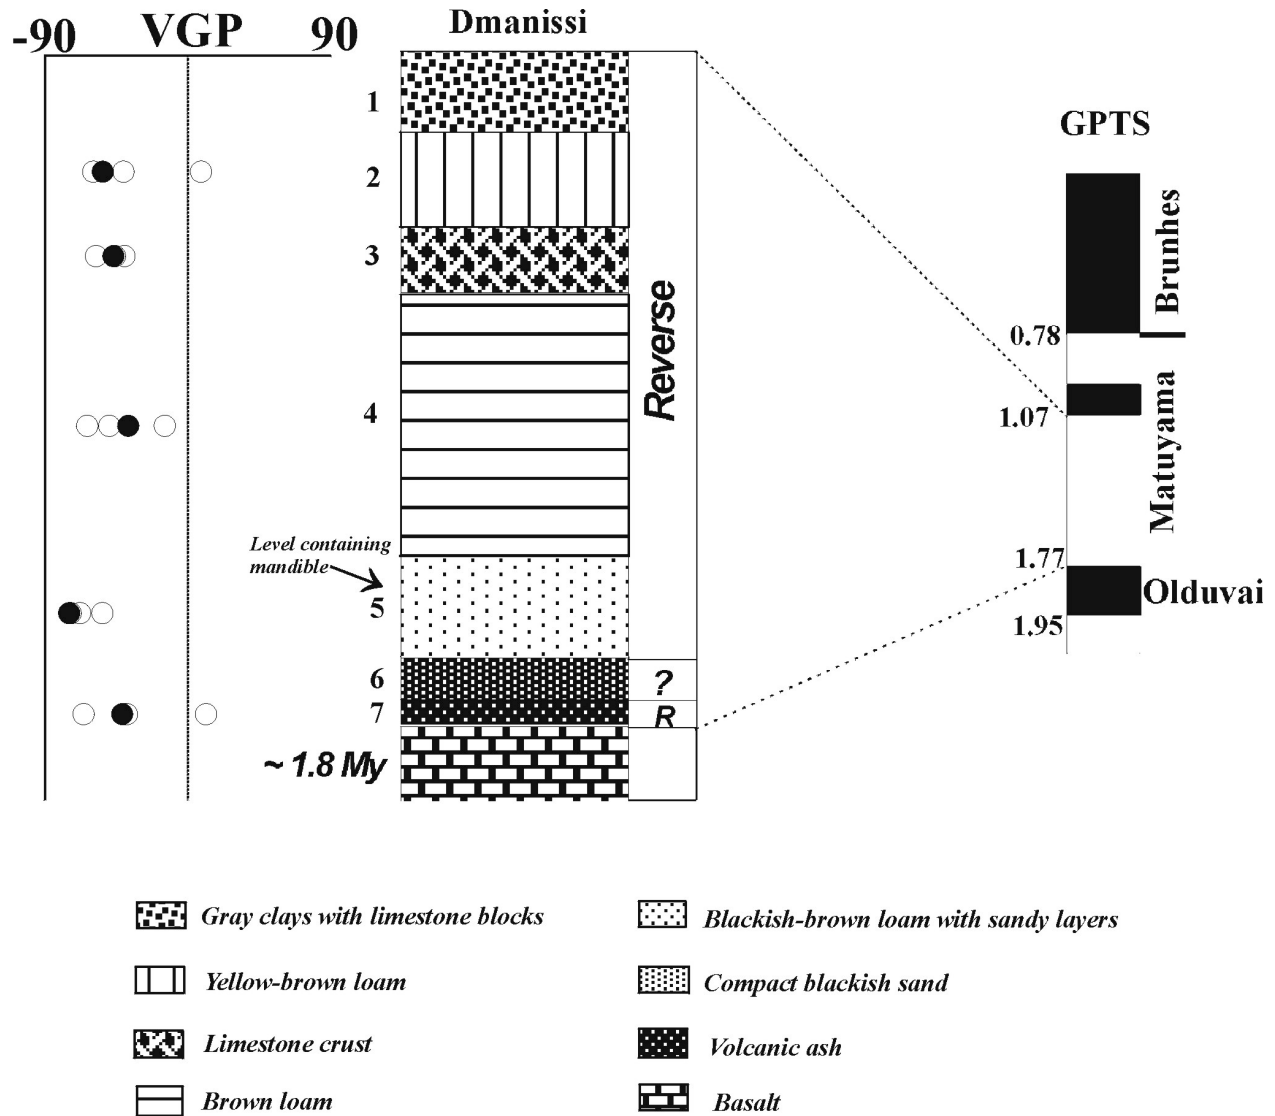 -90 VGP 90
Dmanissi
1
2
3
4
Level containing
mandible
5
6
7
~ 1.8 My
Reverse
?
R
GPTS
Brunhes
0.78
1.07
Matuyama
1.77
Olduvai
1.95
Gray clays with limestone blocks
Yellow-brown loam
Limestone crust
Brown loam
Blackish-brown loam with sandy layers
Compact blackish sand
Volcanic ash
Basalt